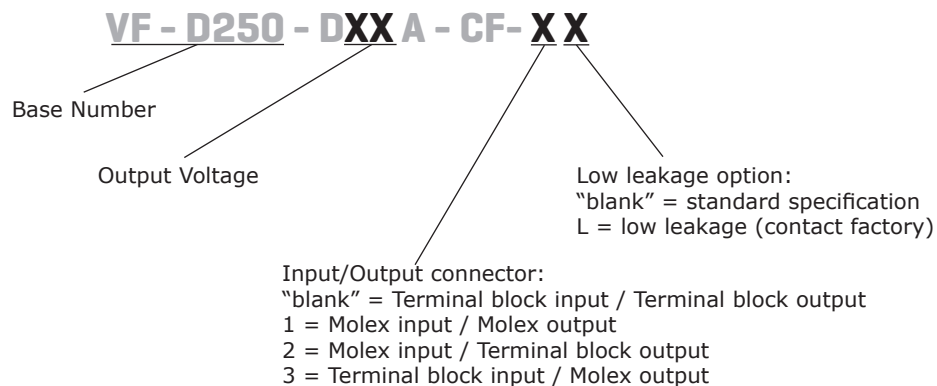 VF - D250 - DXX A - CF- X X
Base Number
Output Voltage
Low leakage option:
“blank” = standard specification
L = low leakage (contact factory)
Input/Output connector:
“blank” = Terminal block input / Terminal block output
1 = Molex input / Molex output
2 = Molex input / Terminal block output
3 = Terminal block input / Molex output